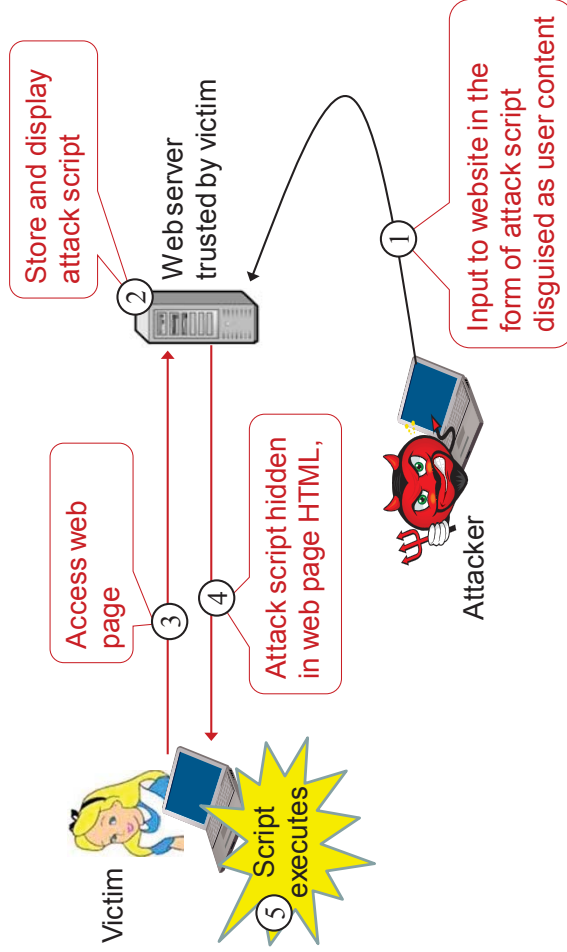 Victim
Access web
page
3
Store and display
attack script
2
Webserver
trusted by victim
4
Attack script hidden
in web page HTML,
5
Script
executes
Attacker
1
Input to website in the
form of attack script
disguised as user content